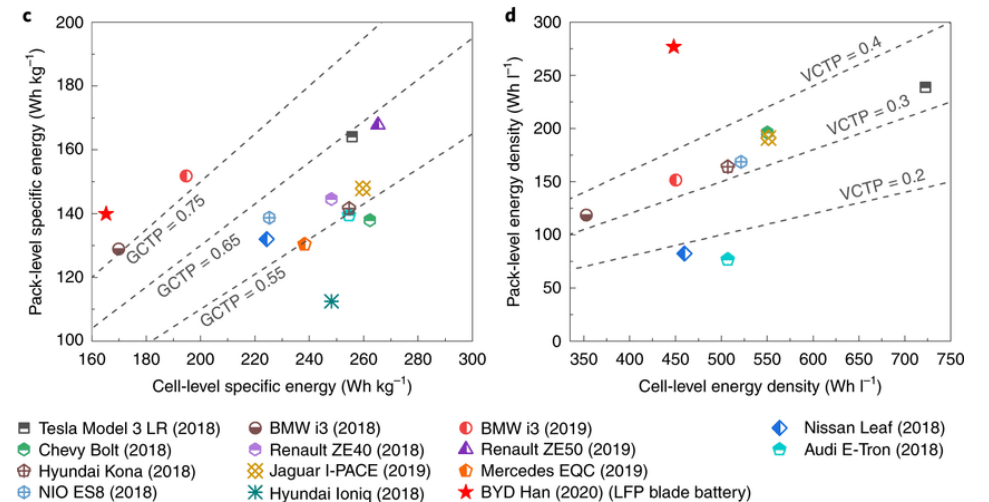 c
200
180
160
140
120
100
Pack-level specific energy (Wh kg⁻¹)
GCTP = 0.75
GCTP = 0.65
GCTP = 0.55
160 180 200 220 240 260 280 300
Cell-level specific energy (Wh kg⁻¹)
d
300
250
200
150
100
50
0
Pack-level energy density (Wh l⁻¹)
VCTP = 0.4
VCTP = 0.3
VCTP = 0.2
350 400 450 500 550 600 650 700 750
Cell-level energy density (Wh l⁻¹)
Tesla Model 3 LR (2018) BMW i3 (2018) BMW i3 (2019) Nissan Leaf (2018)
Chevy Bolt (2018) Renault ZE40 (2018) Renault ZE50 (2019) Audi E-Tron (2018)
Hyundai Kona (2018) Jaguar I-PACE (2019) Mercedes EQC (2019)
NIO ES8 (2018) Hyundai Ioniq (2018) BYD Han (2020) (LFP blade battery)